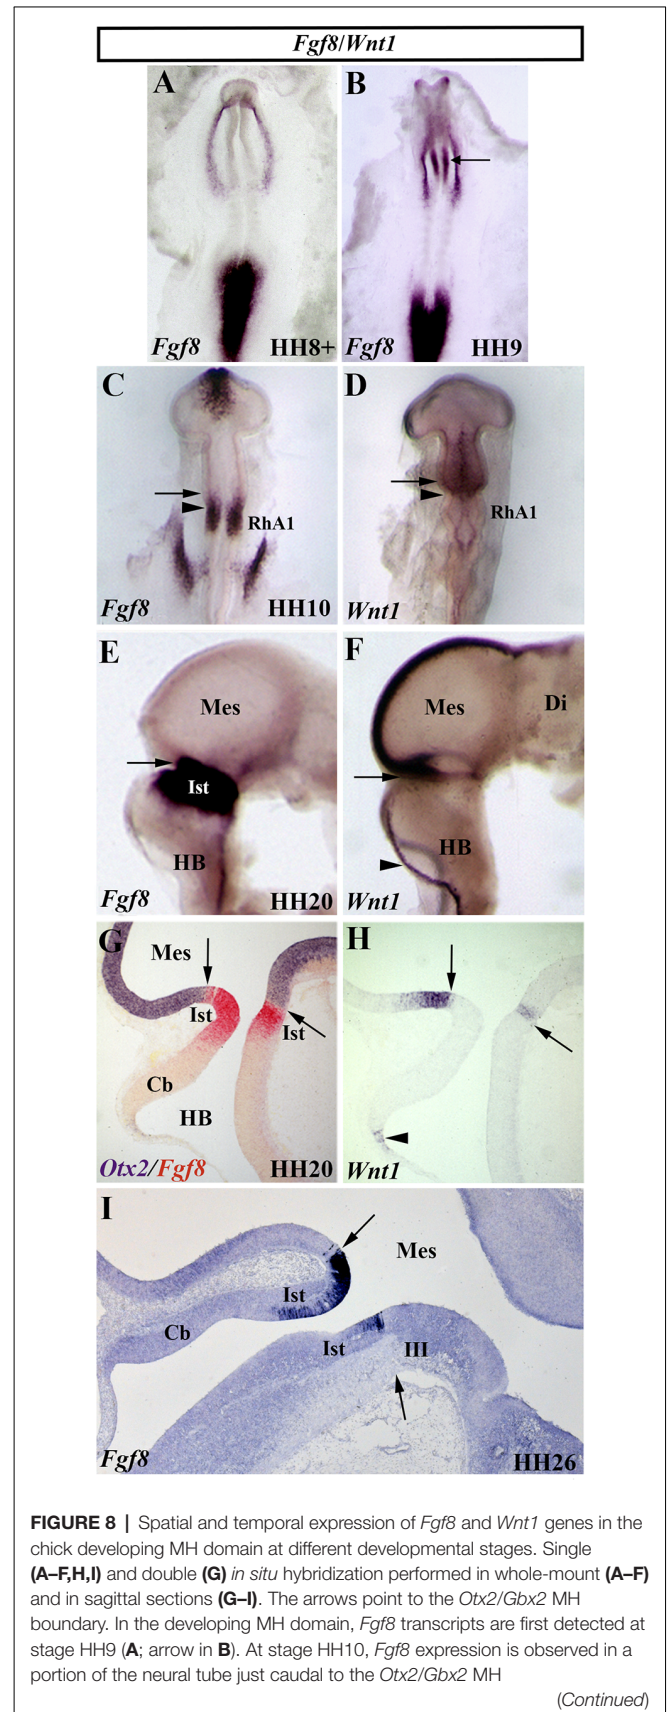 Fgf8/Wnt1
A
B
Fgf8
HH8+
Fgf8
HH9
C
D
RhA1
RhA1
Fgf8
HH10
Wnt1
E
F
Mes
Mes
Di
Ist
HB
HB
Fgf8
HH20
Wnt1
G
H
Mes
Ist
Ist
Cb
HB
Otx2/Fgf8
HH20
Wnt1
I
Mes
Ist
Cb
Ist
III
Fgf8
HH26
FIGURE 8 | Spatial and temporal expression of Fgf8 and Wnt1 genes in the
chick developing MH domain at different developmental stages. Single
(A–F,H,I) and double (G) in situ hybridization performed in whole-mount (A–F)
and in sagittal sections (G–I). The arrows point to the Otx2/Gbx2 MH
boundary. In the developing MH domain, Fgf8 transcripts are first detected at
stage HH9 (A; arrow in B). At stage HH10, Fgf8 expression is observed in a
portion of the neural tube just caudal to the Otx2/Gbx2 MH
(Continued)